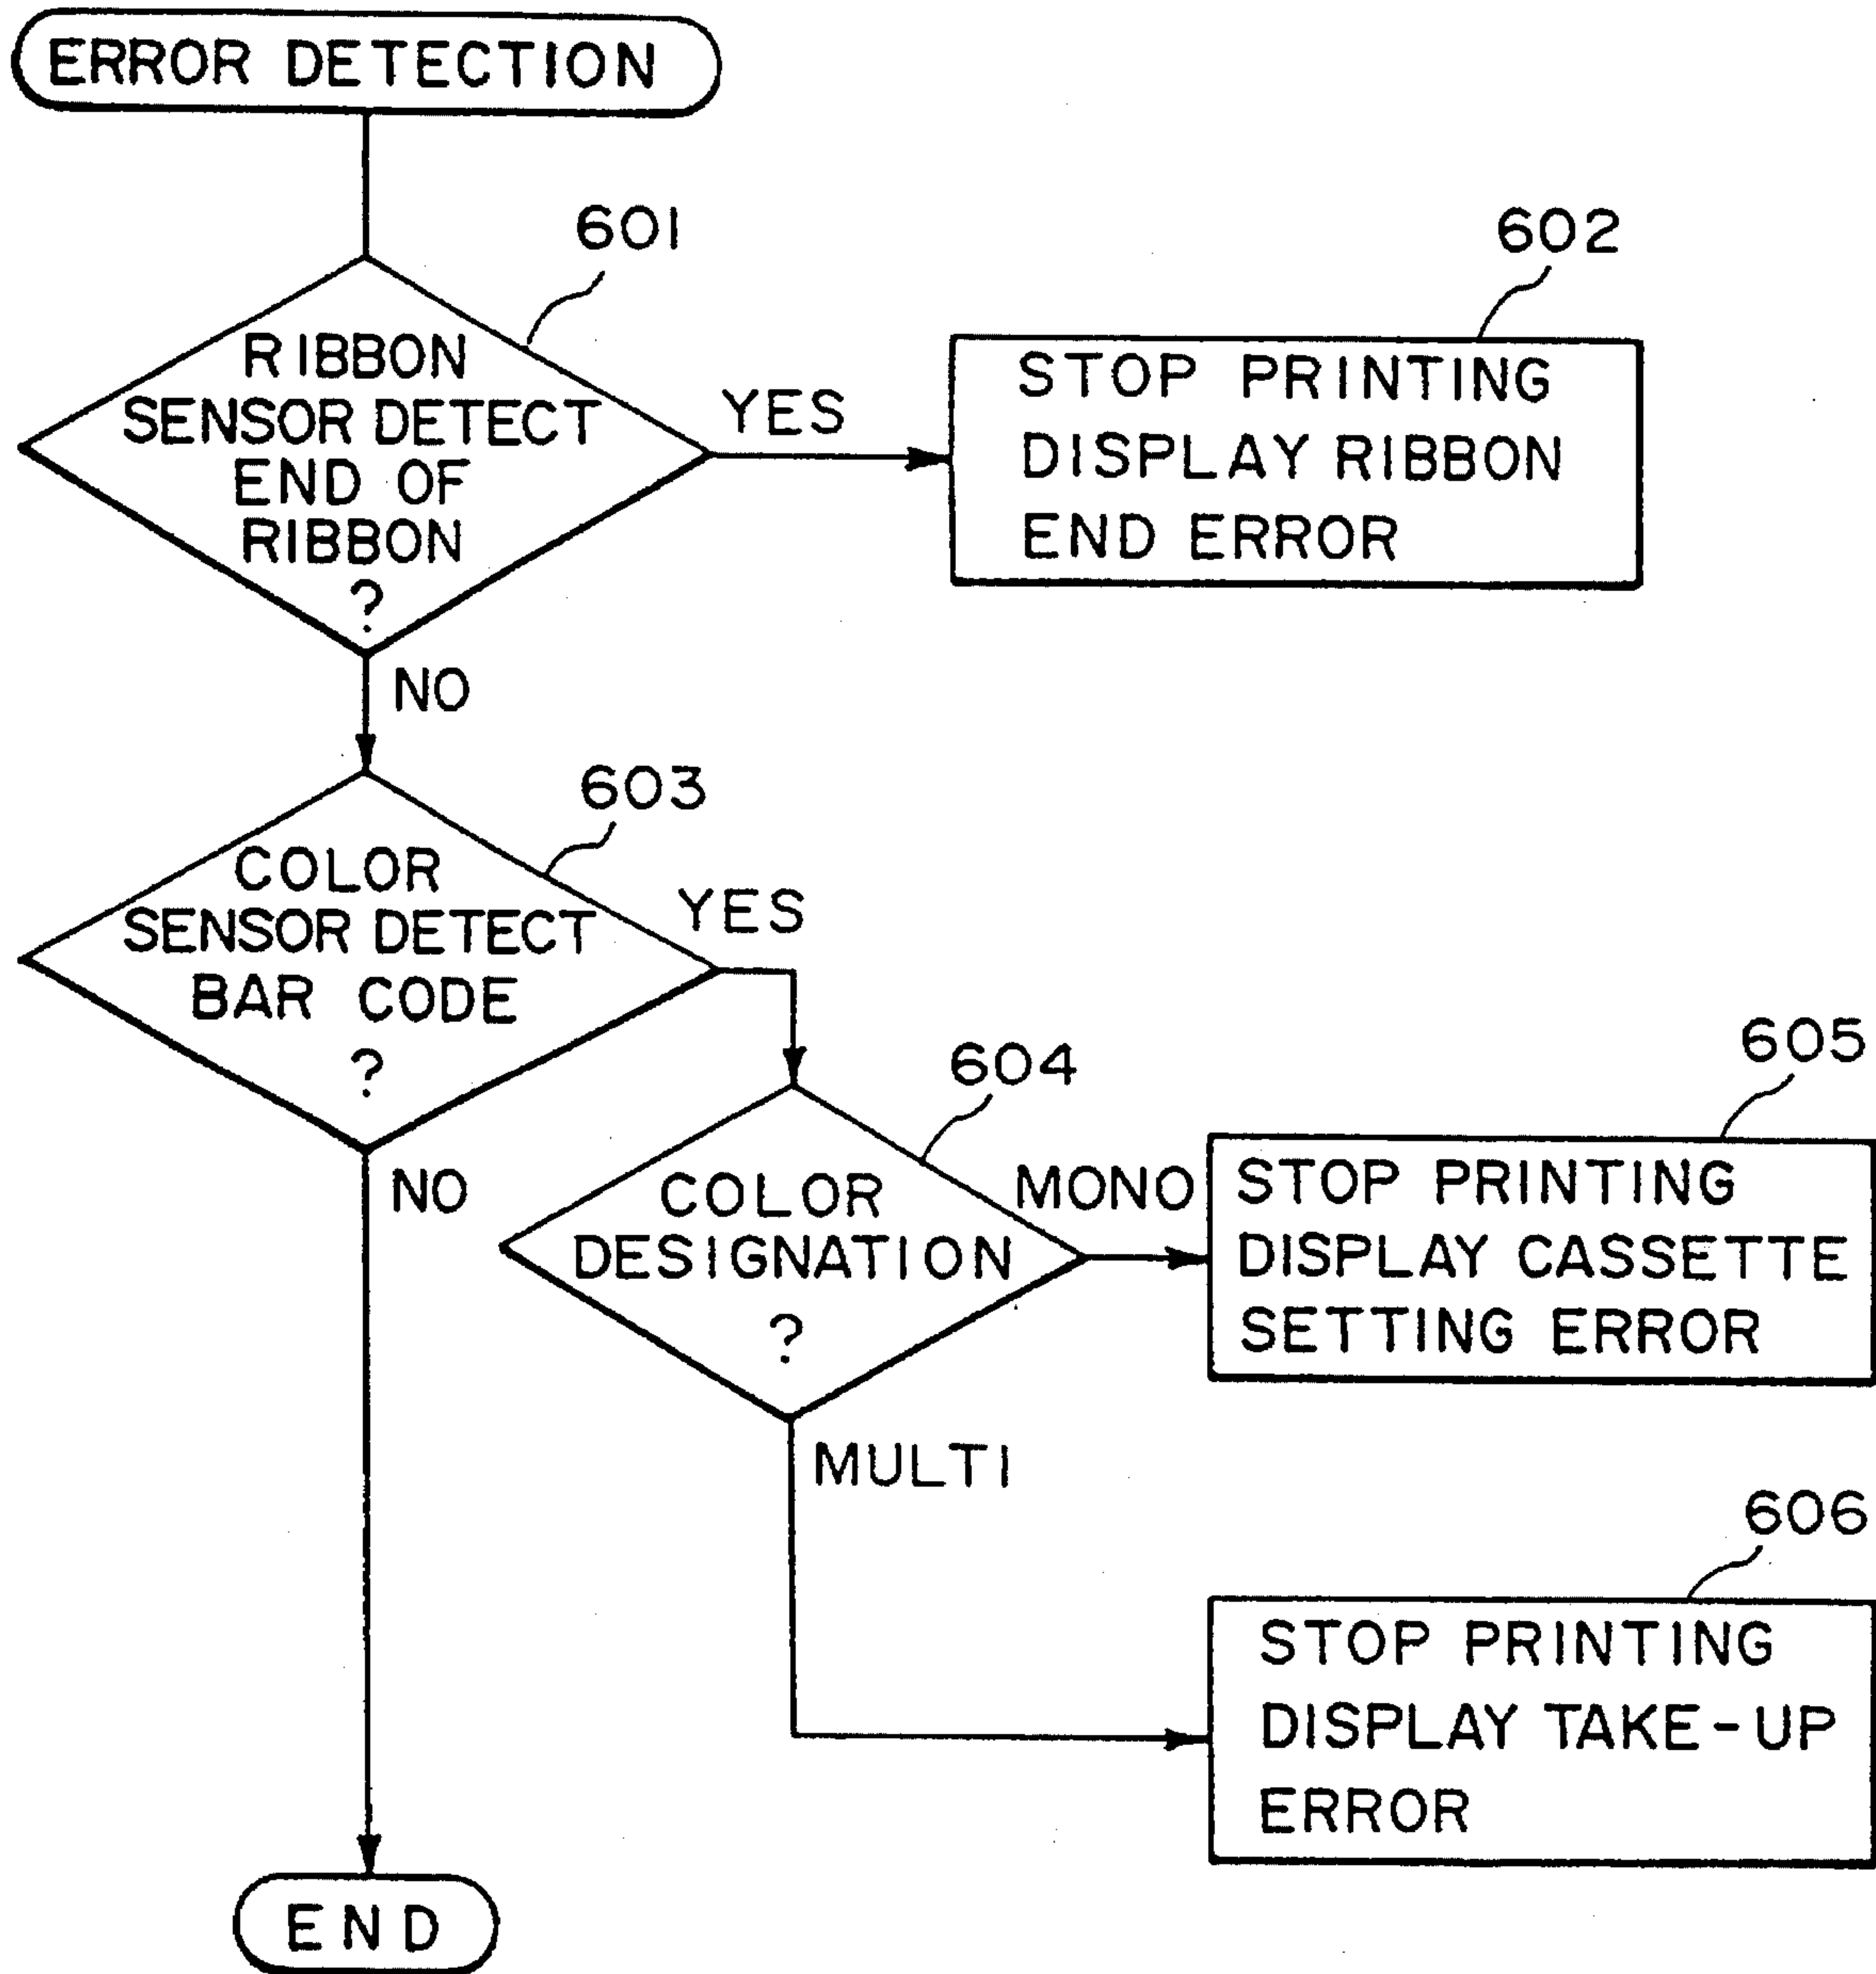 ERROR DETECTION
601
RIBBON
SENSOR DETECT
END OF
RIBBON
?
YES
602
STOP PRINTING
DISPLAY RIBBON
END ERROR
NO
603
COLOR
SENSOR DETECT
BAR CODE
?
YES
NO
604
COLOR
DESIGNATION
?
MONO
605
STOP PRINTING
DISPLAY CASSETTE
SETTING ERROR
MULTI
606
STOP PRINTING
DISPLAY TAKE-UP
ERROR
END